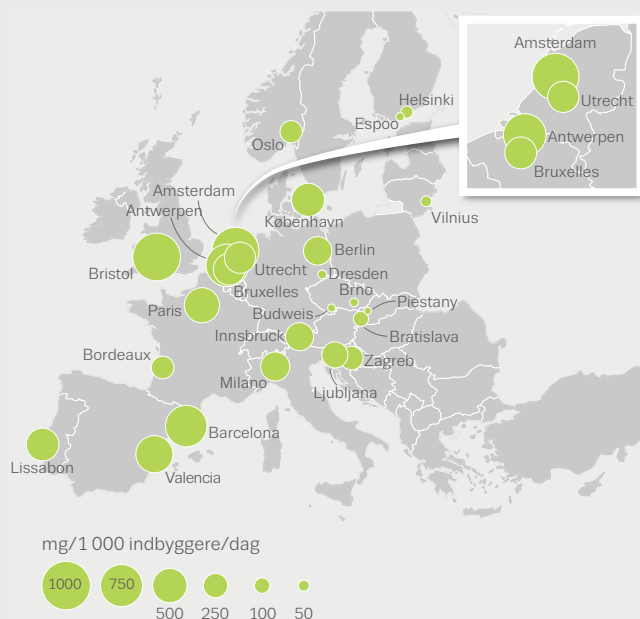 Amsterdam
Utrecht
Antwerpen
Bruxelles
Helsinki
Espoo
Oslo
Amsterdam
Antwerpen
København
Vilnius
Bristol
Berlin
Utrecht
Dresden
Bruxelles
Brno
Piestany
Paris
Budweis
Innsbruck
Bratislava
Bordeaux
Zagreb
Milano
Ljubljana
Barcelona
Lissabon
Valencia
mg/1 000 indbyggere/dag
1000 750
500 250 100 50